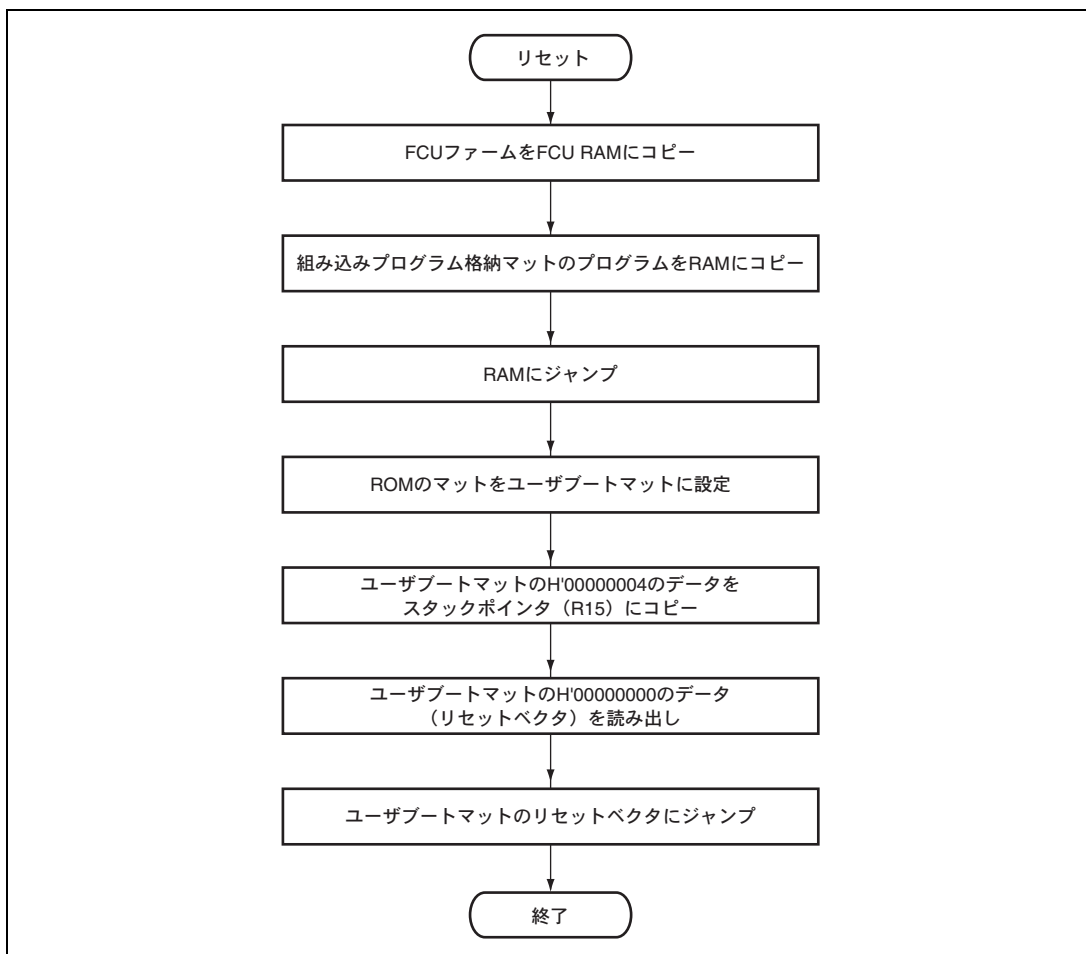 リセット
FCUファームをFCU RAMにコピー
組み込みプログラム格納マットのプログラムをRAMにコピー
RAMにジャンプ
ROMのマットをユーザブートマットに設定
ユーザブートマットのH'00000004のデータを
スタックポインタ（R15）にコピー
ユーザブートマットのH'00000000のデータ
（リセットベクタ）を読み出し
ユーザブートマットのリセットベクタにジャンプ
終了